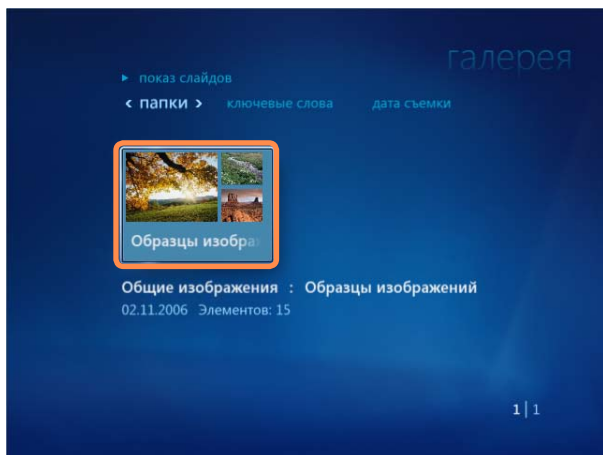 галерея
► показ слайдов
< папки > ключевые слова дата съемки
Образцы изобра
Общие изображения : Образцы изображений
02.11.2006 Элементов: 15
1 | 1